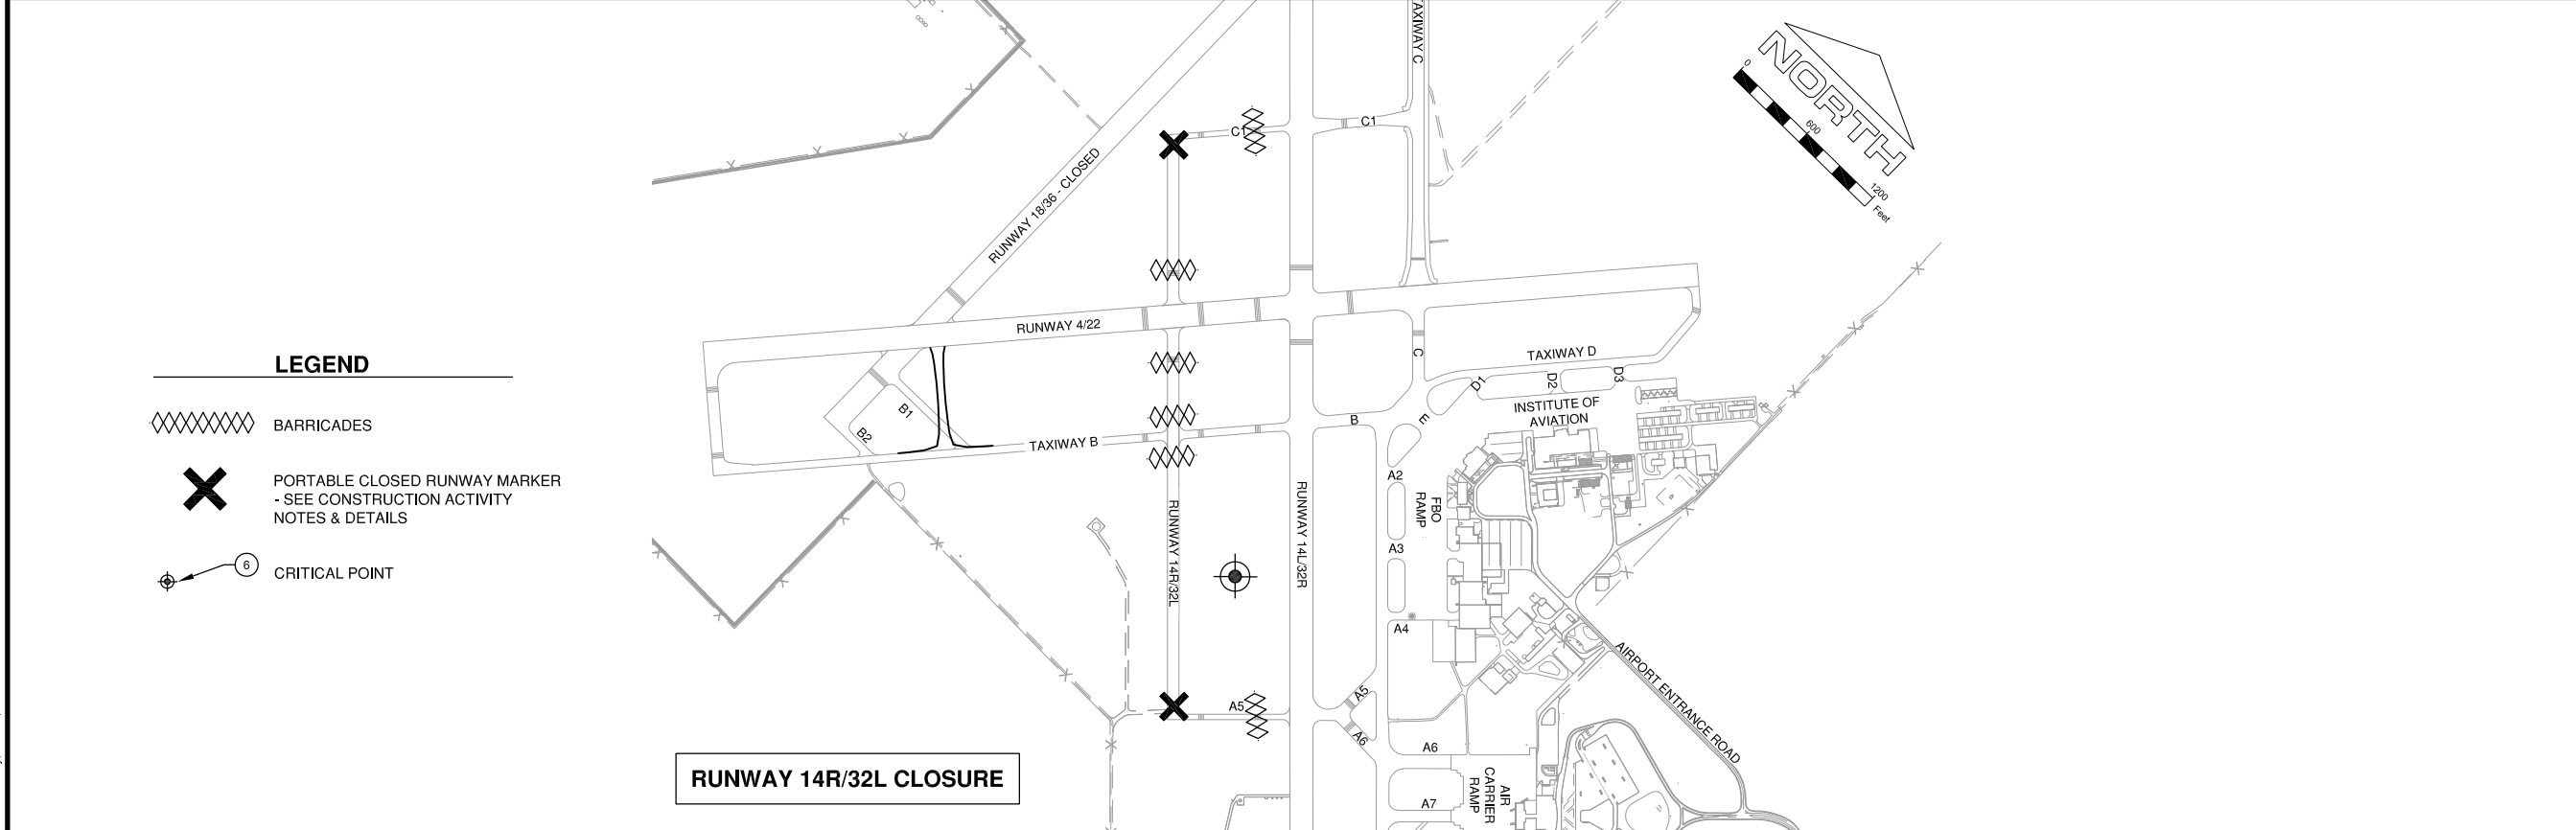 LEGEND
BARRICADES
PORTABLE CLOSED RUNWAY MARKER
- SEE CONSTRUCTION ACTIVITY
NOTES & DETAILS
6
CRITICAL POINT
TAXIWAY C
C1
C1
RUNWAY 18/36 - CLOSED
NORTH
0
600
1200
Feet
RUNWAY 4/22
C
TAXIWAY D
D1
D2
D3
INSTITUTE OF
AVIATION
B1
B2
TAXIWAY B
B
E
A2
FBO
RAMP
RUNWAY 14R/32L
RUNWAY 14L/32R
A3
A4
AIRPORT ENTRANCE ROAD
A5
A5
A6
A6
AIR
CARRIER
RAMP
A7
RUNWAY 14R/32L CLOSURE